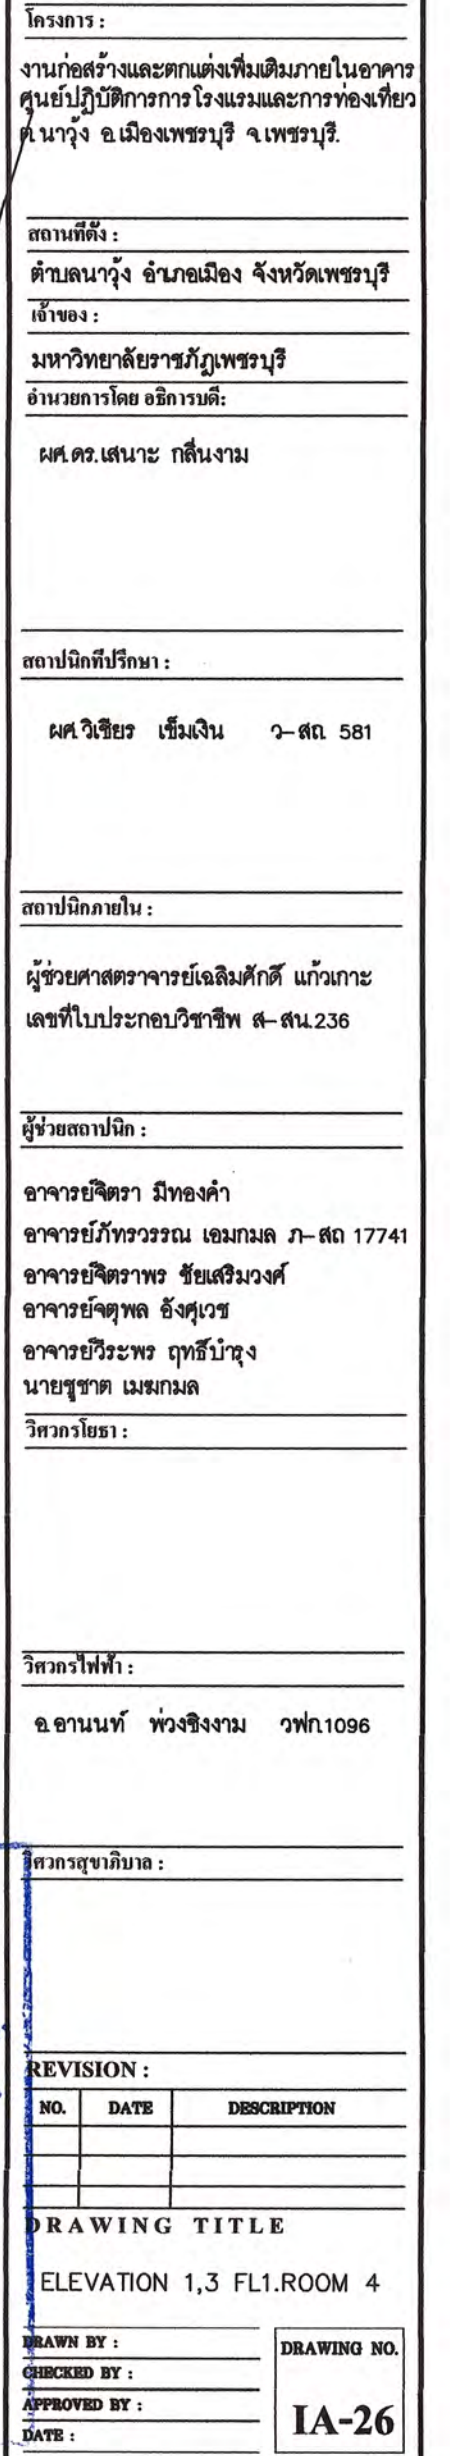 โครงการ :
งานก่อสร้างและตกแต่งเพิ่มเติมภายในอาคาร
ศูนย์ปฏิบัติการการโรงแรมและการท่องเที่ยว
ต.นาวุ้ง อ.เมืองเพชรบุรี จ.เพชรบุรี.
สถานที่ตั้ง :
ตำบลนาวุ้ง อำเภอเมือง จังหวัดเพชรบุรี
เจ้าของ :
มหาวิทยาลัยราชภัฏเพชรบุรี
อำนวยการโดย อธิการบดี:
ผศ.ดร.เสนาะ กลิ่นงาม
สถาปนิกที่ปรึกษา :
ผศ.วิเชียร เข็มเงิน ว-สถ. 581
สถาปนิกภายใน :
ผู้ช่วยศาสตราจารย์เฉลิมศักดิ์ แก้วเกาะ
เลขที่ใบประกอบวิชาชีพ ส-สน.236
ผู้ช่วยสถาปนิก :
อาจารย์จิตรา มีทองคำ
อาจารย์ภัทรวรรณ เอมกมล ภ-สถ 17741
อาจารย์จิตราพร ชัยเสริมวงศ์
อาจารย์จตุพล อังศุเวช
อาจารย์วีระพร ฤทธิ์บำรุง
นายชูชาต เมฆกมล
วิศวกรโยธา :
วิศวกรไฟฟ้า :
อ.อานนท์ พ่วงชิงงาม วฟก.1096
วิศวกรสุขาภิบาล :
REVISION :
NO. DATE DESCRIPTION
DRAWING TITLE
ELEVATION 1,3 FL1.ROOM 4
DRAWN BY :
CHECKED BY :
APPROVED BY :
DATE :
DRAWING NO.
IA-26